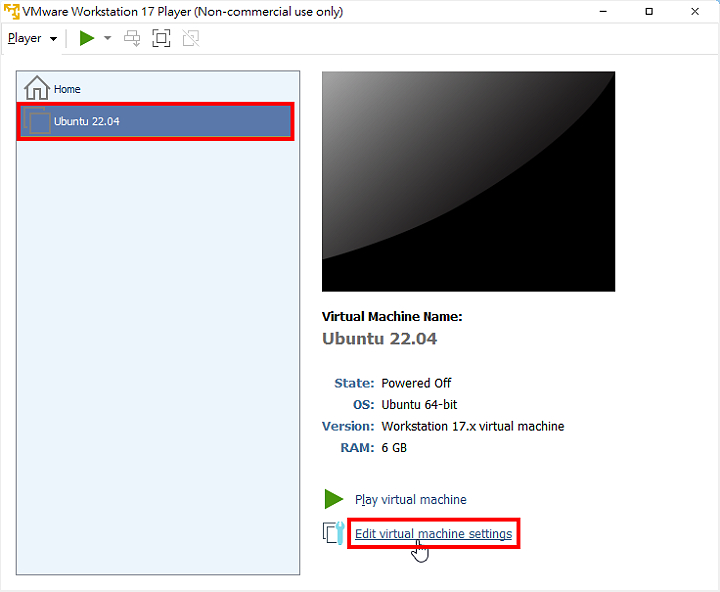 VMware Workstation 17 Player (Non-commercial use only)
Player
Home
Ubuntu 22.04
Virtual Machine Name:
Ubuntu 22.04
State: Powered Off
OS: Ubuntu 64-bit
Version: Workstation 17.x virtual machine
RAM: 6 GB
Play virtual machine
Edit virtual machine settings